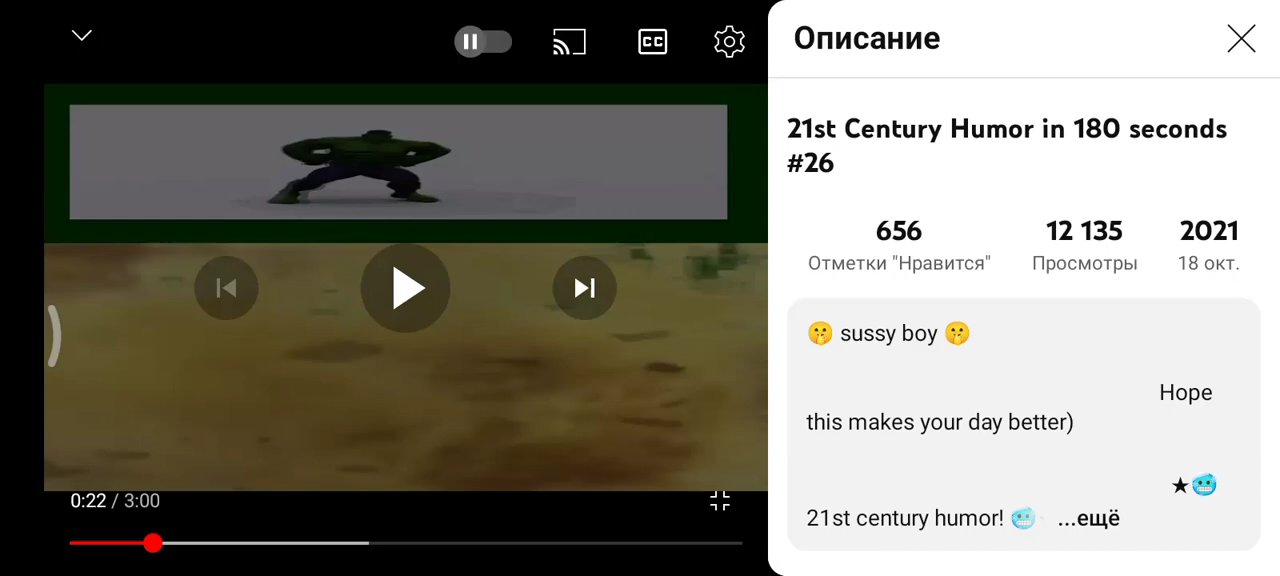 CC
0:22 / 3:00
Описание
21st Century Humor in 180 seconds
#26
656 12 135 2021
Отметки "Нравится" Просмотры 18 окт.
🤫 sussy boy 🤫
Hope
this makes your day better)
★🥶
21st century humor! 🥶 ...ещё